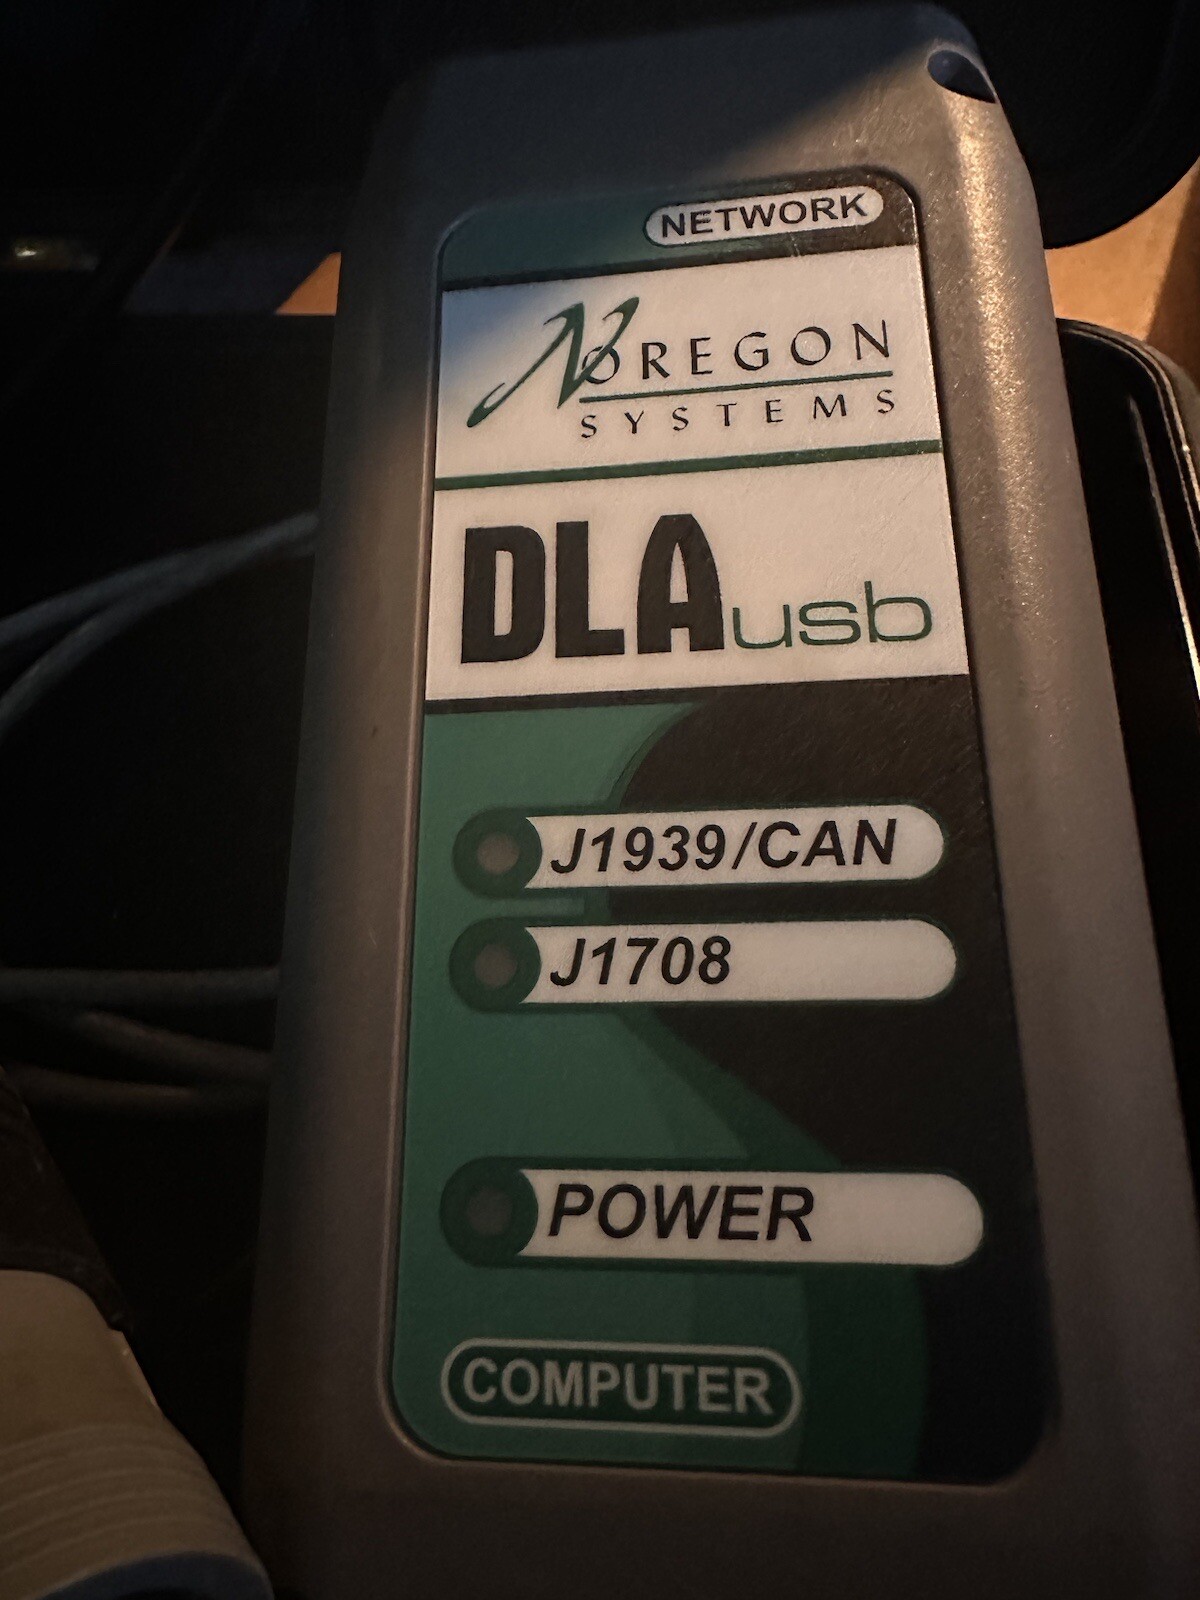 NETWORK
NOREGON
SYSTEMS
DLAusb
J1939/CAN
J1708
POWER
COMPUTER